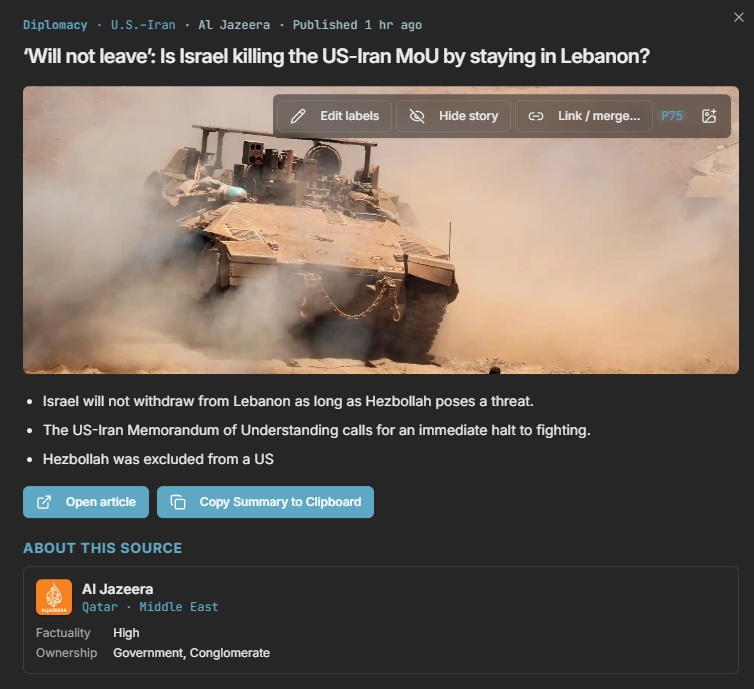 Diplomacy · U.S.-Iran · Al Jazeera · Published 1 hr ago
‘Will not leave’: Is Israel killing the US-Iran MoU by staying in Lebanon?
Edit labels
Hide story
Link / merge...
P75
Israel will not withdraw from Lebanon as long as Hezbollah poses a threat.
The US-Iran Memorandum of Understanding calls for an immediate halt to fighting.
Hezbollah was excluded from a US
Open article
Copy Summary to Clipboard
ABOUT THIS SOURCE
ALJAZEERA
Al Jazeera
Qatar · Middle East
Factuality High
Ownership Government, Conglomerate